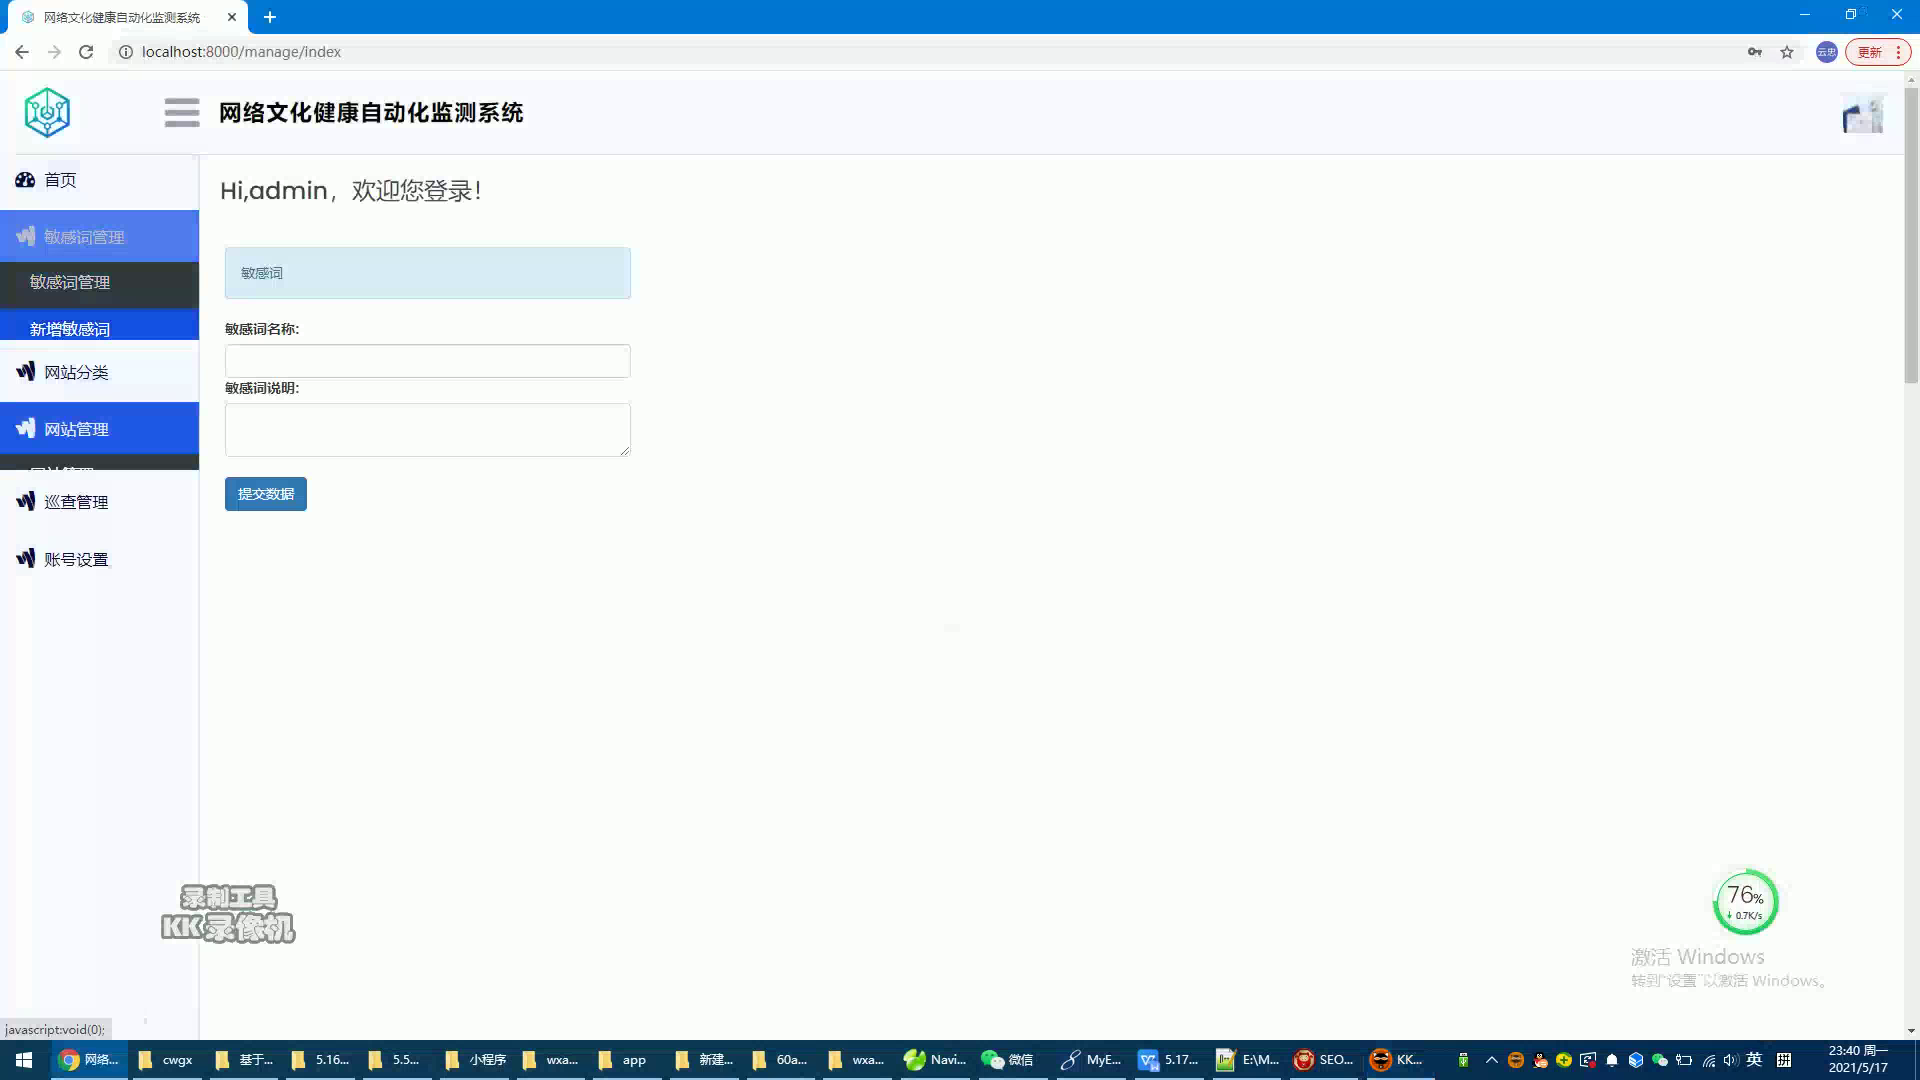 网络文化健康自动化监测系统
localhost:8000/manage/index
云忠
更新
网络文化健康自动化监测系统
首页
敏感词管理
敏感词管理
新增敏感词
网站分类
网站管理
网站管理
巡查管理
账号设置
Hi,admin，欢迎您登录！
敏感词
敏感词名称：
敏感词说明：
提交数据
录制工具
KK录像机
76%
0.7K/s
激活 Windows
转到"设置"以激活 Windows。
javascript:void(0);
网络...
cwgx
基于...
5.16...
5.5...
小程序
wxa...
app
新建...
60a...
wxa...
Navi...
微信
MyE...
5.17...
E:\M...
SEO...
KK...
英
拼
23:40 周一
2021/5/17